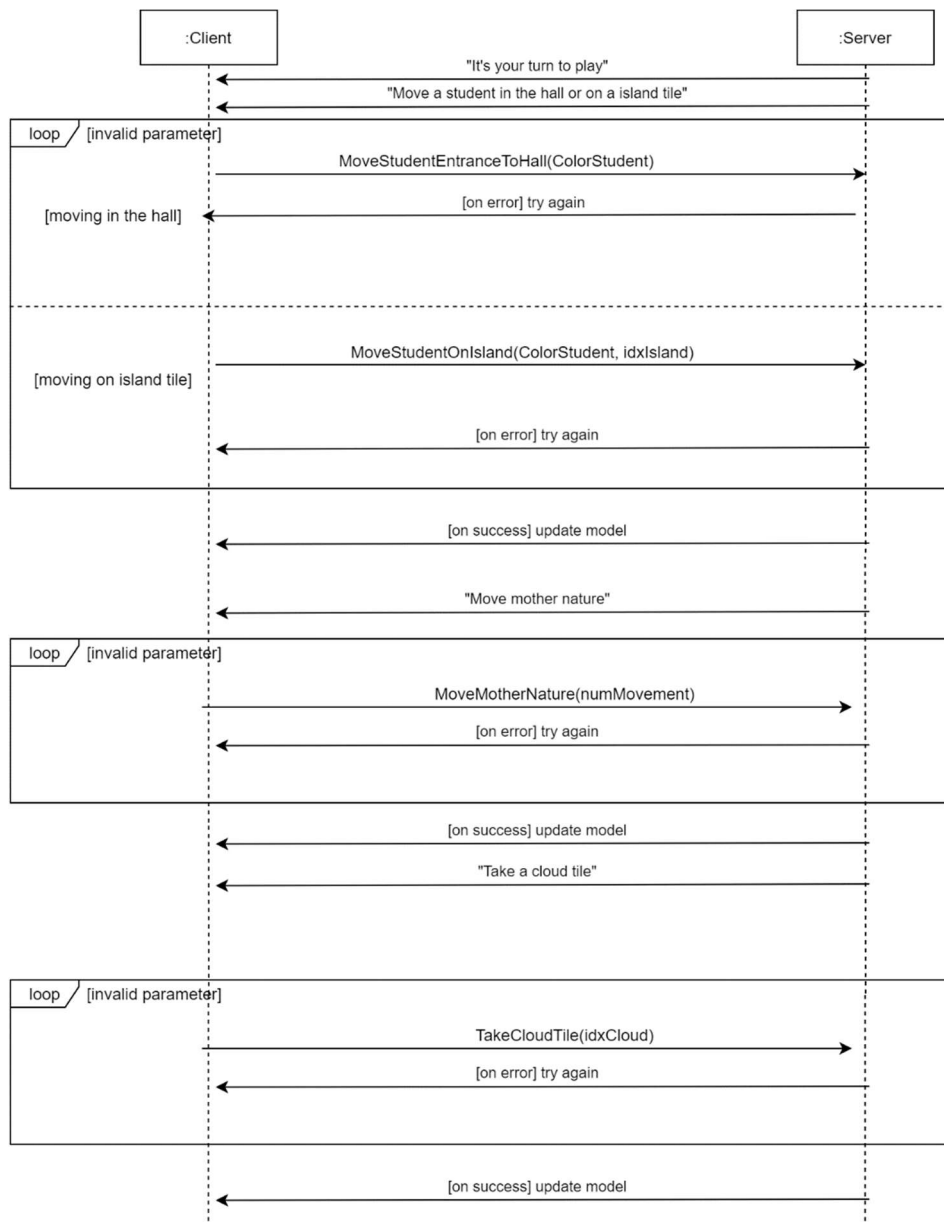 :Client
:Server
"It's your turn to play"
"Move a student in the hall or on a island tile"
loop
[invalid parameter]
MoveStudentEntranceToHall(ColorStudent)
[on error] try again
[moving in the hall]
MoveStudentOnIsland(ColorStudent, idxIsland)
[moving on island tile]
[on error] try again
[on success] update model
"Move mother nature"
loop
[invalid parameter]
MoveMotherNature(numMovement)
[on error] try again
[on success] update model
"Take a cloud tile"
loop
[invalid parameter]
TakeCloudTile(idxCloud)
[on error] try again
[on success] update model